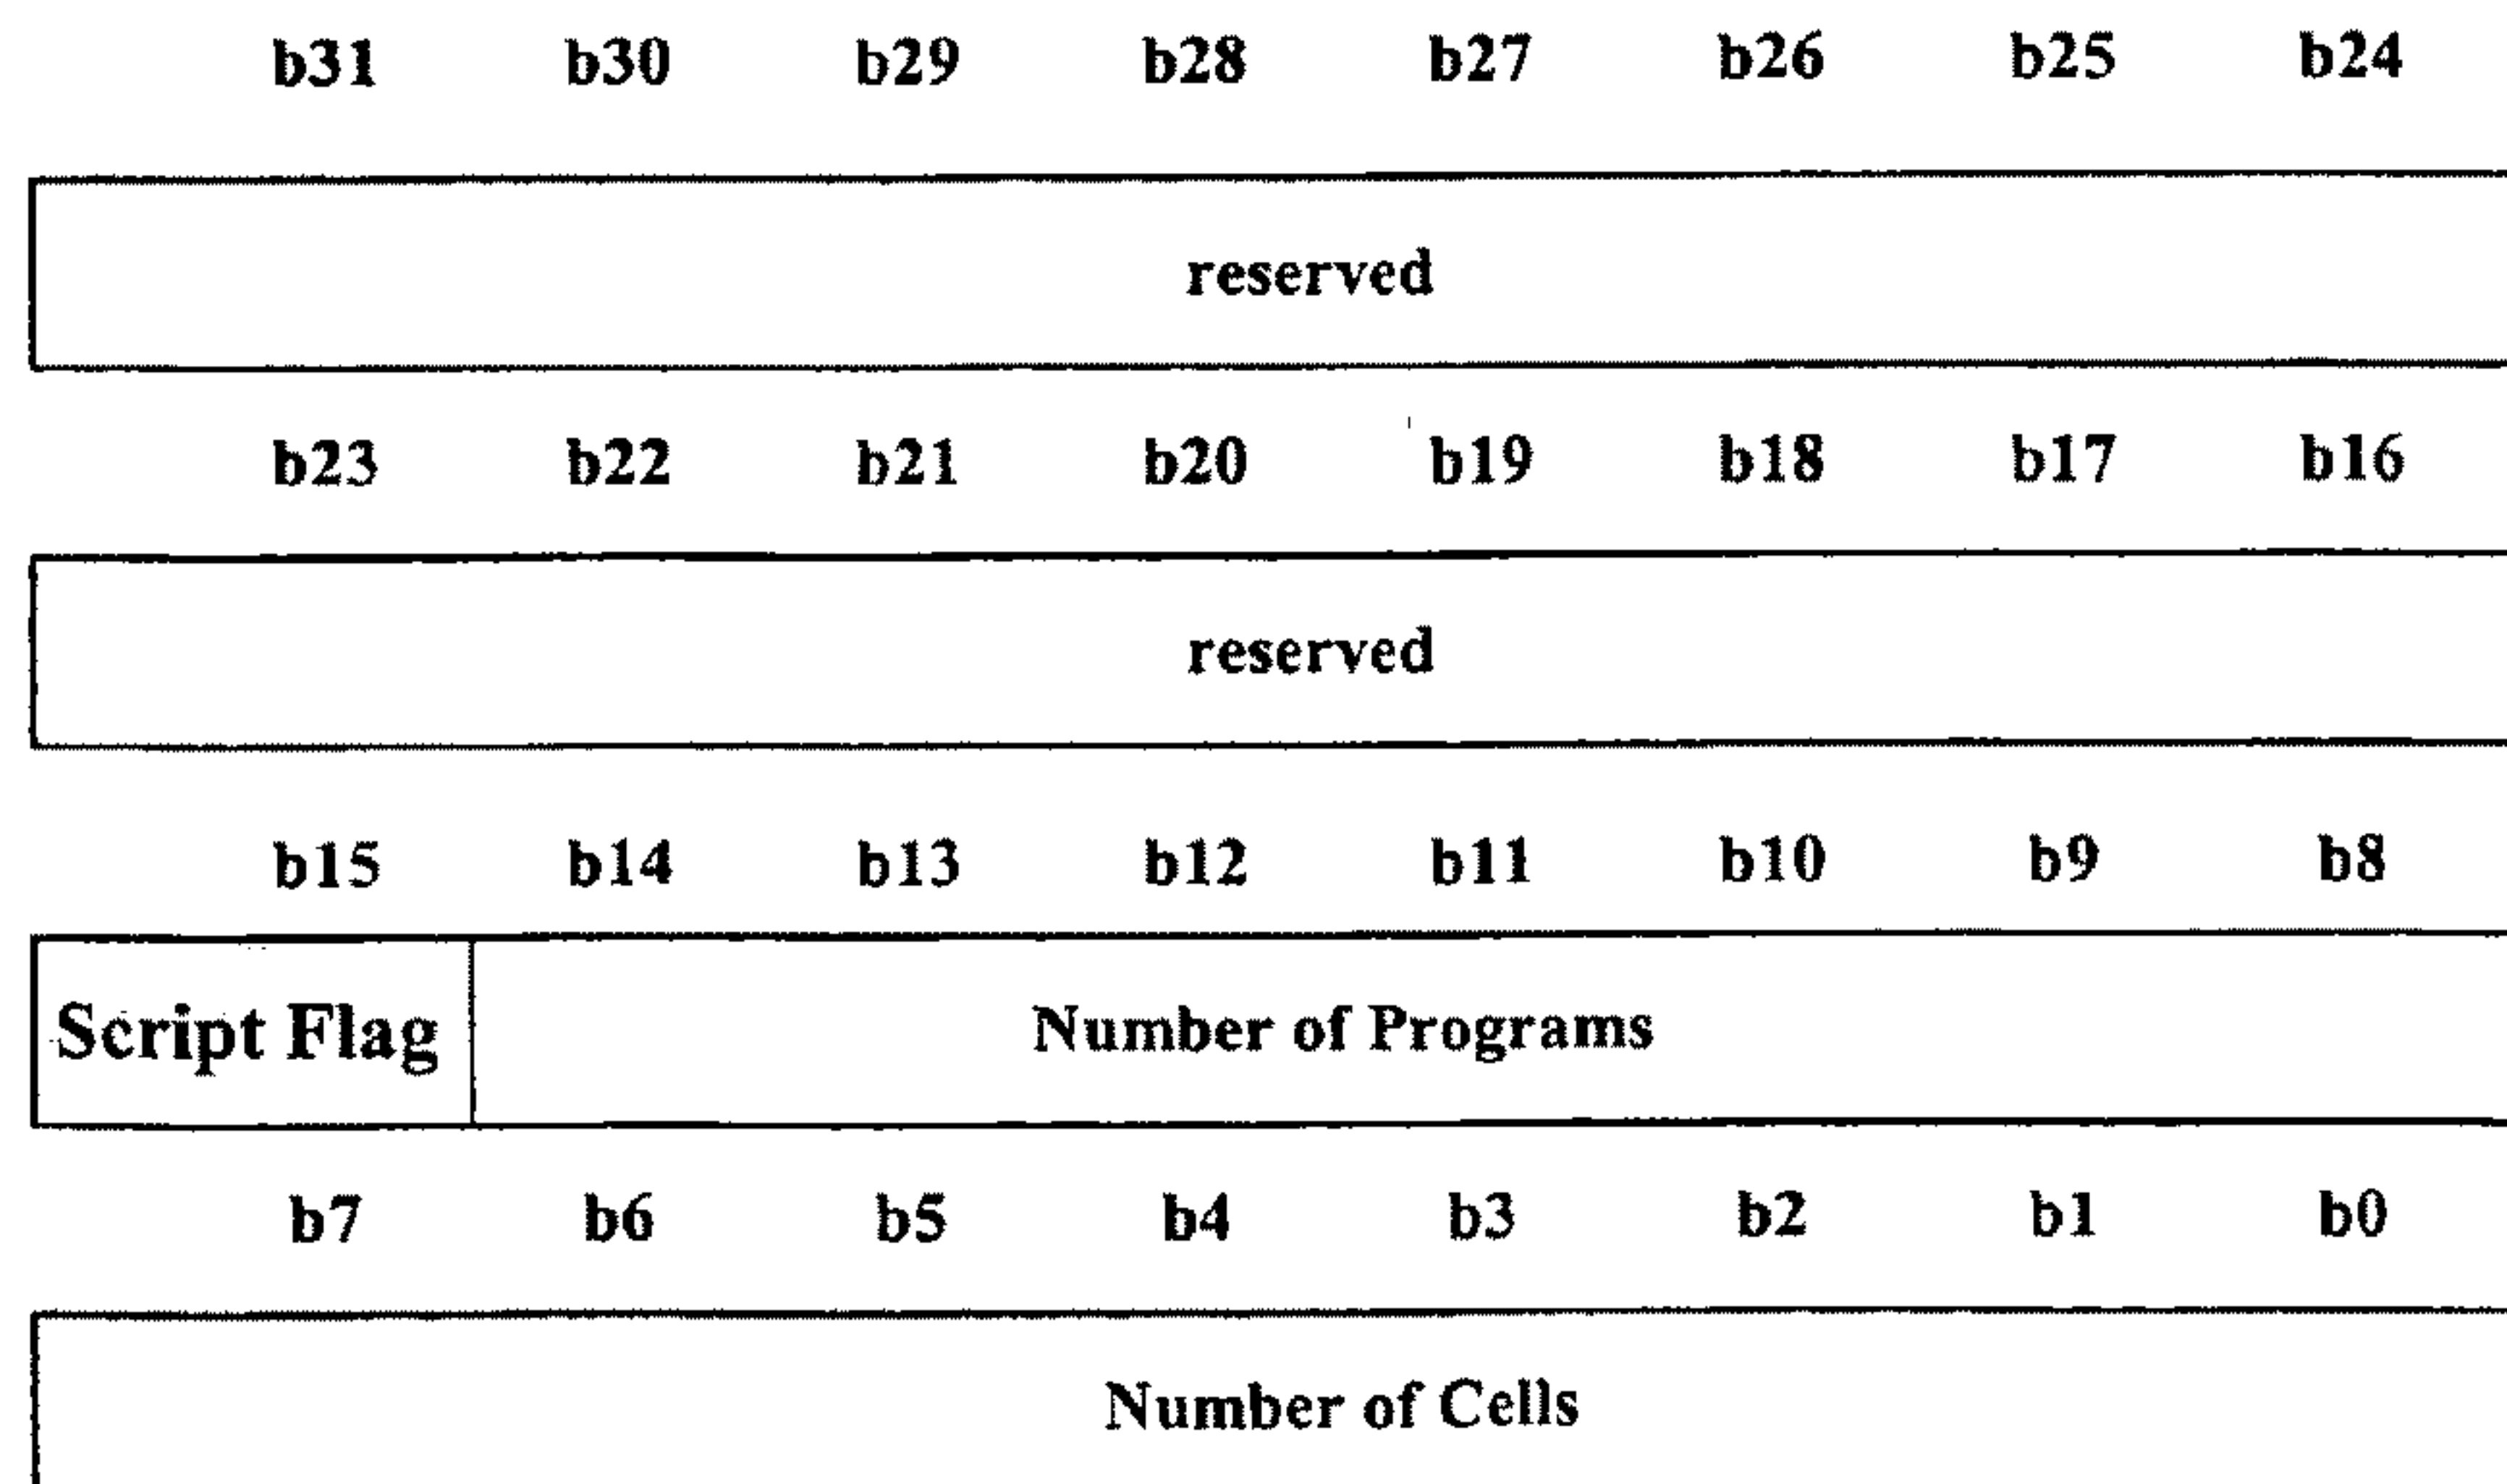 b31 b30 b29 b28 b27 b26 b25 b24
reserved
b23 b22 b21 b20 b19 b18 b17 b16
reserved
b15 b14 b13 b12 b11 b10 b9 b8
Script Flag Number of Programs
b7 b6 b5 b4 b3 b2 b1 b0
Number of Cells